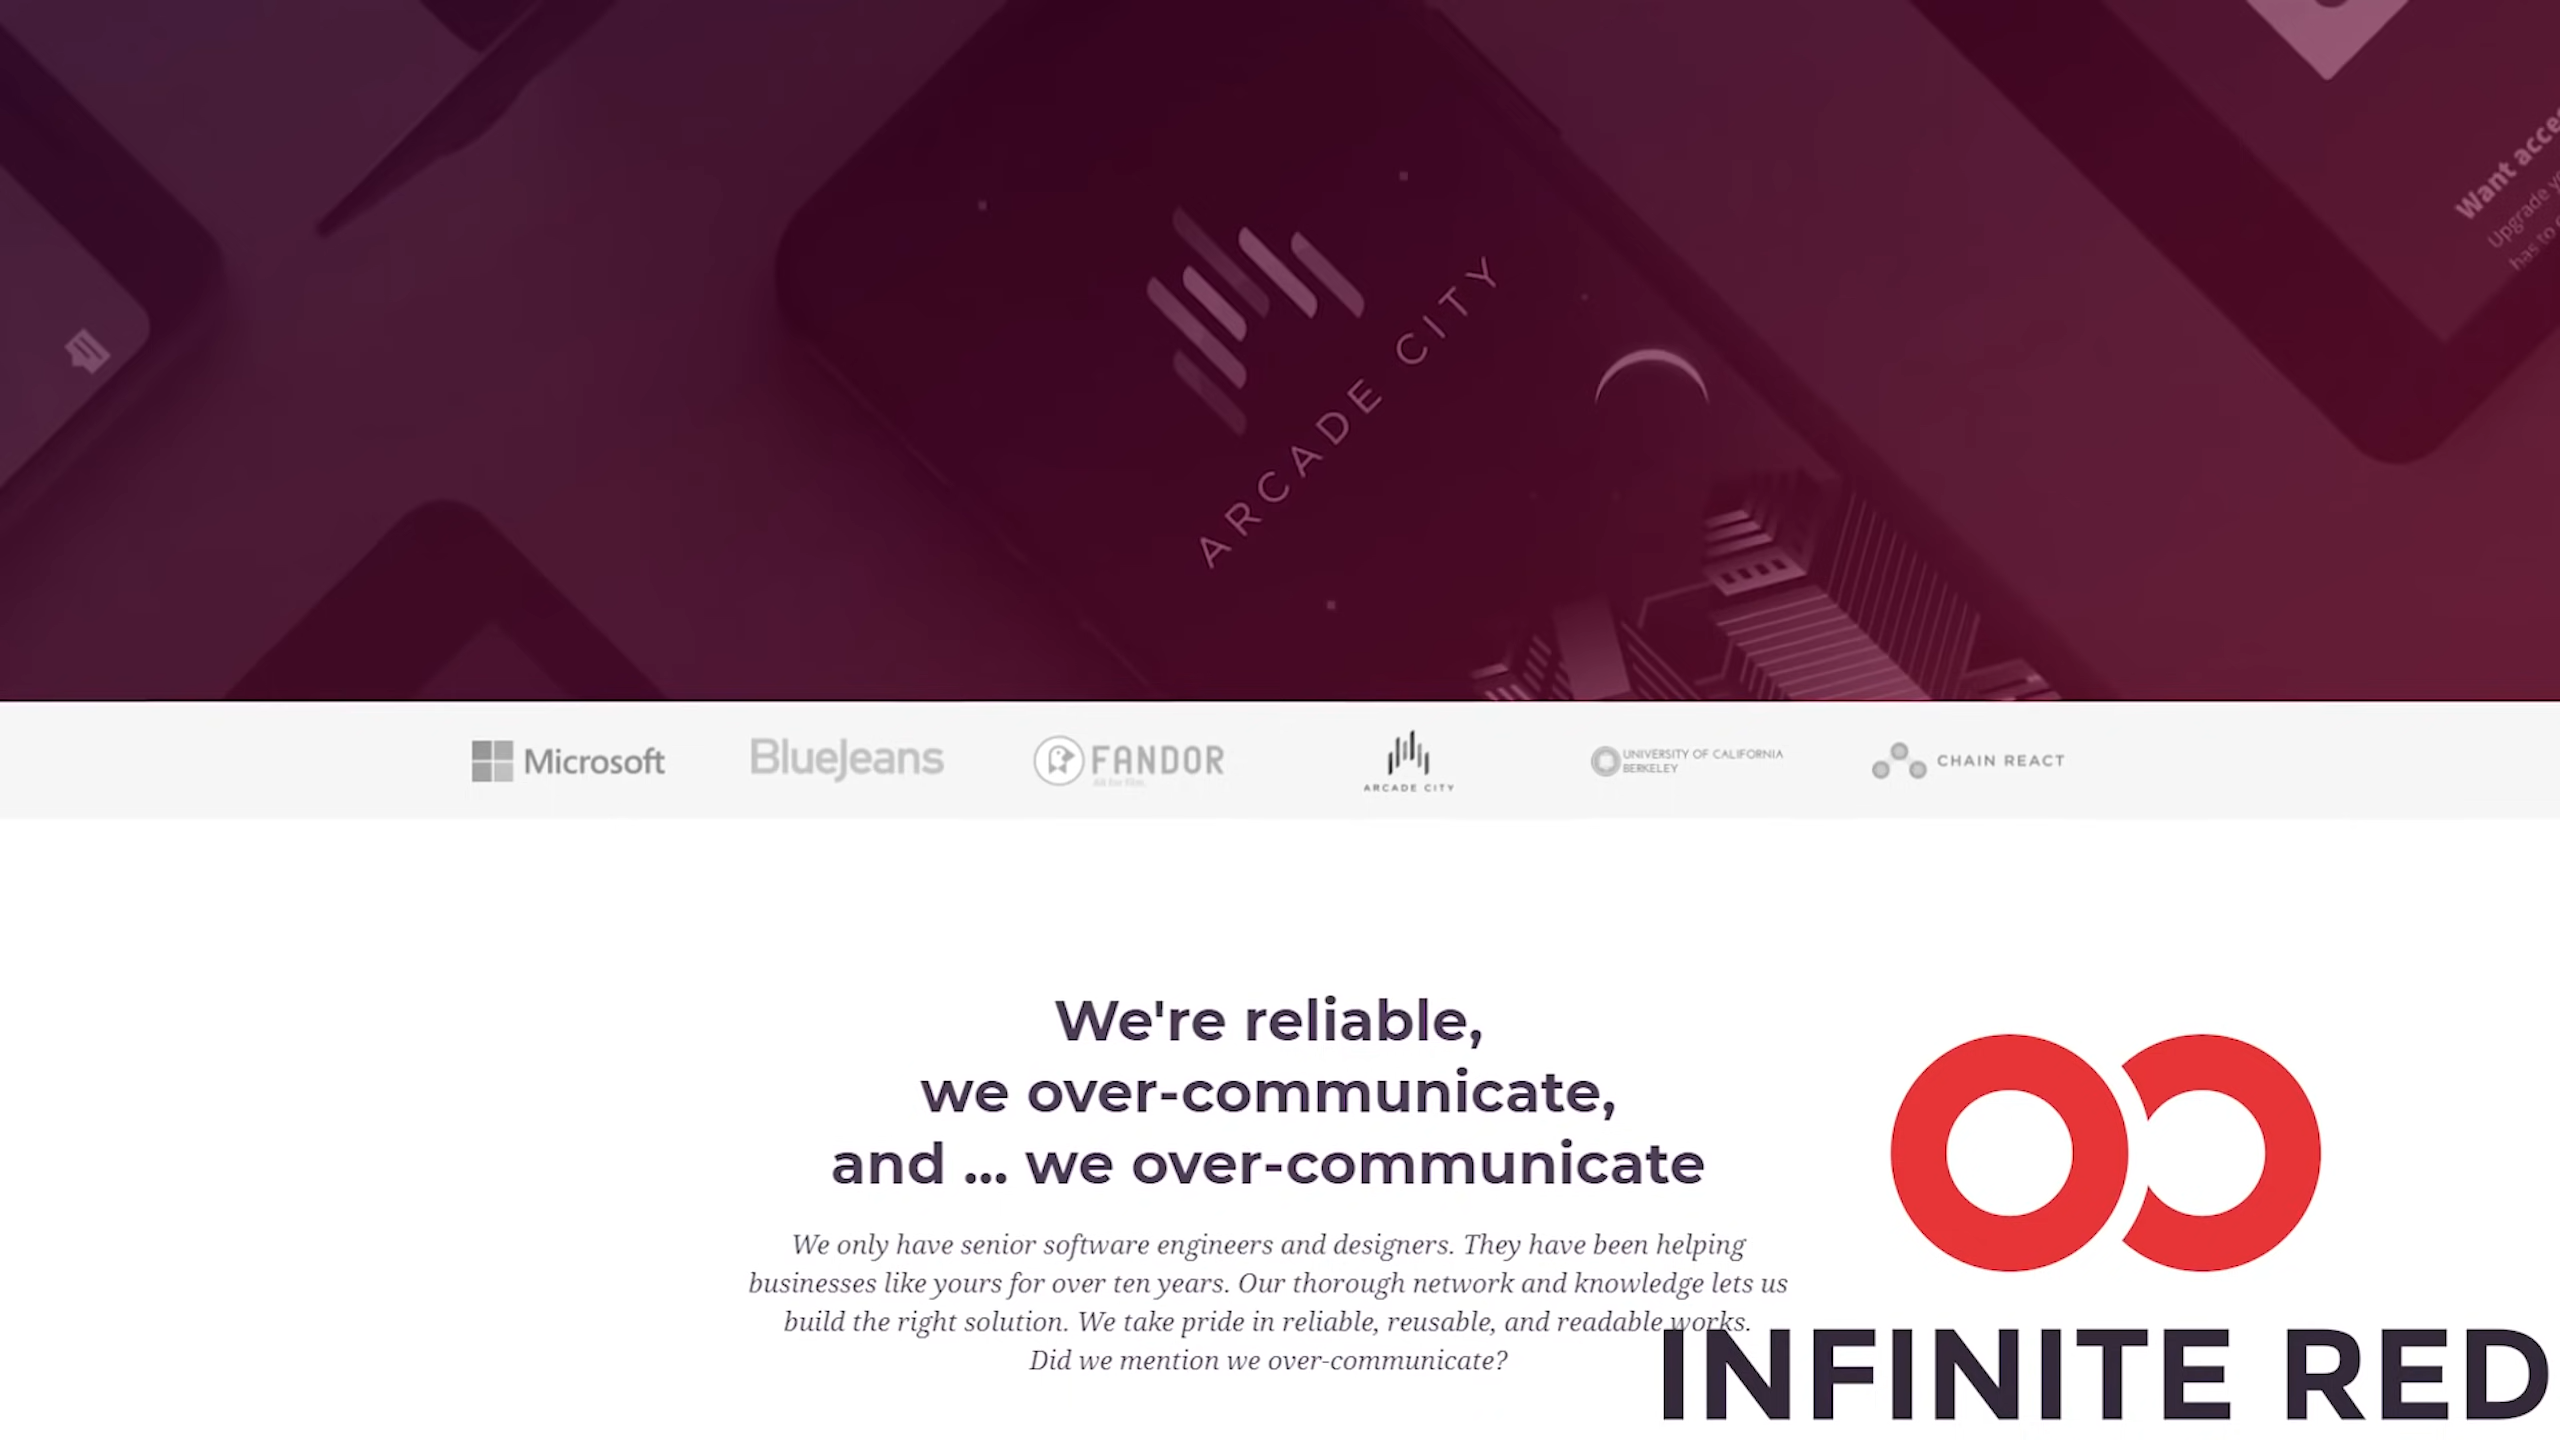 Want acce
Upgrade y
has to
ARCADE CITY
Microsoft
BlueJeans
FANDOR
ARCADE CITY
UNIVERSITY OF CALIFORNIA
BERKELEY
CHAIN REACT
We're reliable,
we over-communicate,
and ... we over-communicate
We only have senior software engineers and designers. They have been helping
businesses like yours for over ten years. Our thorough network and knowledge lets us
build the right solution. We take pride in reliable, reusable, and readable works.
Did we mention we over-communicate?
INFINITE RED